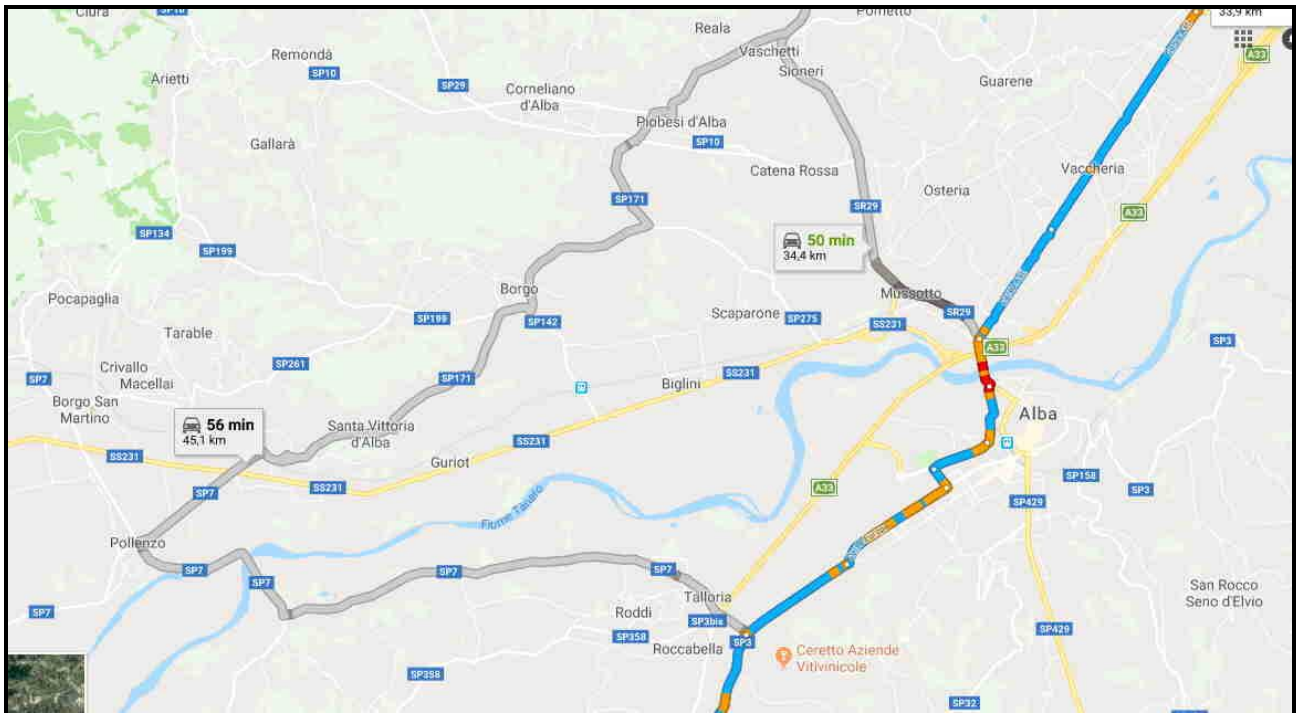 Ciura
Reala
Pometto
33,9 km
Vaschetti
A33
Remondà
Sioneri
SP10
Arietti
Guarene
SP29
Corneliano
d'Alba
Piobesi d'Alba
SP10
Gallarà
Catena Rossa
Vaccheria
Osteria
SP171
SR29
A33
SP134
SP199
50 min
34,4 km
Borgo
Mussotto
Pocapaglia
SP199
SP142
Scaparone
SP275
SS231
SR29
Tarable
SP3
A33
SP261
Crivallo
Macellai
SP7
SP171
SS231
Biglini
Borgo San
Martino
Alba
56 min
45,1 km
Santa Vittoria
d'Alba
SS231
SS231
Guriot
SP158
SP3
SS231
SP7
A33
SP429
Fiume Tanaro
Pollenzo
SP7
SP7
SP7
SP7
San Rocco
Seno d'Elvio
Talloria
SP7
Roddi
SP3bis
SP358
SP3
SP429
Roccabella
Ceretto Aziende
Vitivinicole
SP358
SP32